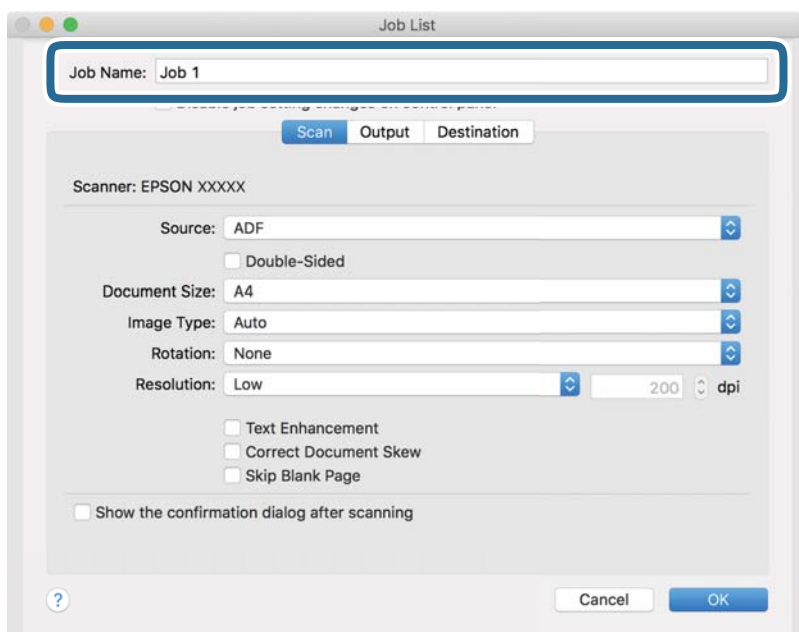 Job List
Job Name: Job 1
Scan Output Destination
Scanner: EPSON XXXXX
Source: ADF
Double-Sided
Document Size: A4
Image Type: Auto
Rotation: None
Resolution: Low 200 dpi
Text Enhancement
Correct Document Skew
Skip Blank Page
Show the confirmation dialog after scanning
? Cancel OK